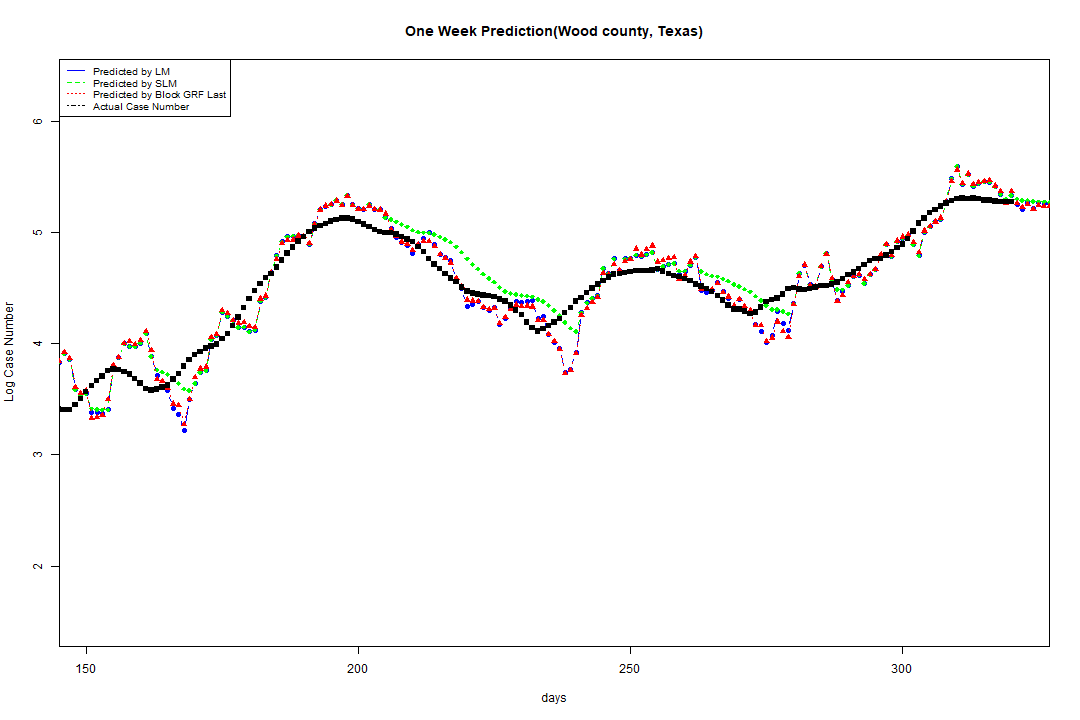 One Week Prediction(Wood county, Texas)
Predicted by LM
Predicted by SLM
Predicted by Block GRF Last
Actual Case Number
6
5
4
3
2
Log Case Number
150 200 250 300
days